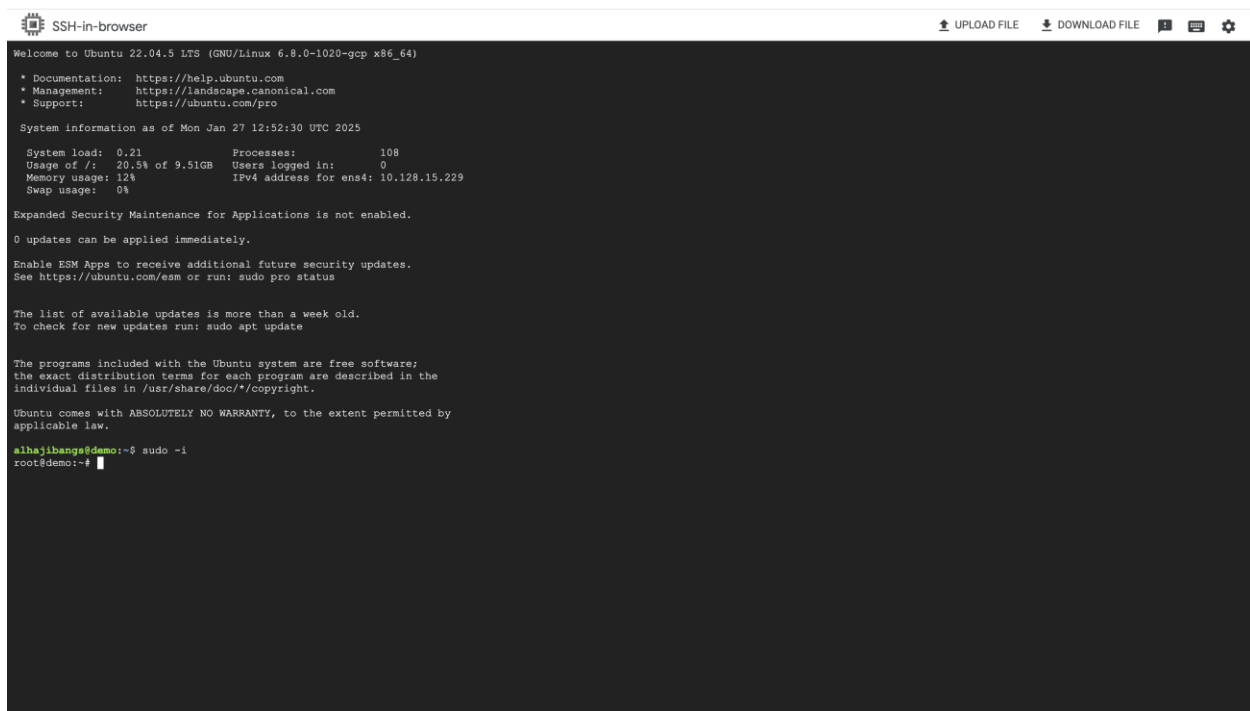 SSH-in-browser
UPLOAD FILE
DOWNLOAD FILE
Welcome to Ubuntu 22.04.5 LTS (GNU/Linux 6.8.0-1020-gcp x86_64)
* Documentation: https://help.ubuntu.com
* Management: https://landscape.canonical.com
* Support: https://ubuntu.com/pro
System information as of Mon Jan 27 12:52:30 UTC 2025
System load: 0.21 Processes: 108
Usage of /: 20.5% of 9.51GB Users logged in: 0
Memory usage: 12% IPv4 address for ens4: 10.128.15.229
Swap usage: 0%
Expanded Security Maintenance for Applications is not enabled.
0 updates can be applied immediately.
Enable ESM Apps to receive additional future security updates.
See https://ubuntu.com/esm or run: sudo pro status
The list of available updates is more than a week old.
To check for new updates run: sudo apt update
The programs included with the Ubuntu system are free software;
the exact distribution terms for each program are described in the
individual files in /usr/share/doc/*/copyright.
Ubuntu comes with ABSOLUTELY NO WARRANTY, to the extent permitted by
applicable law.
alhajibangs@demo:~$ sudo -i
root@demo:~#